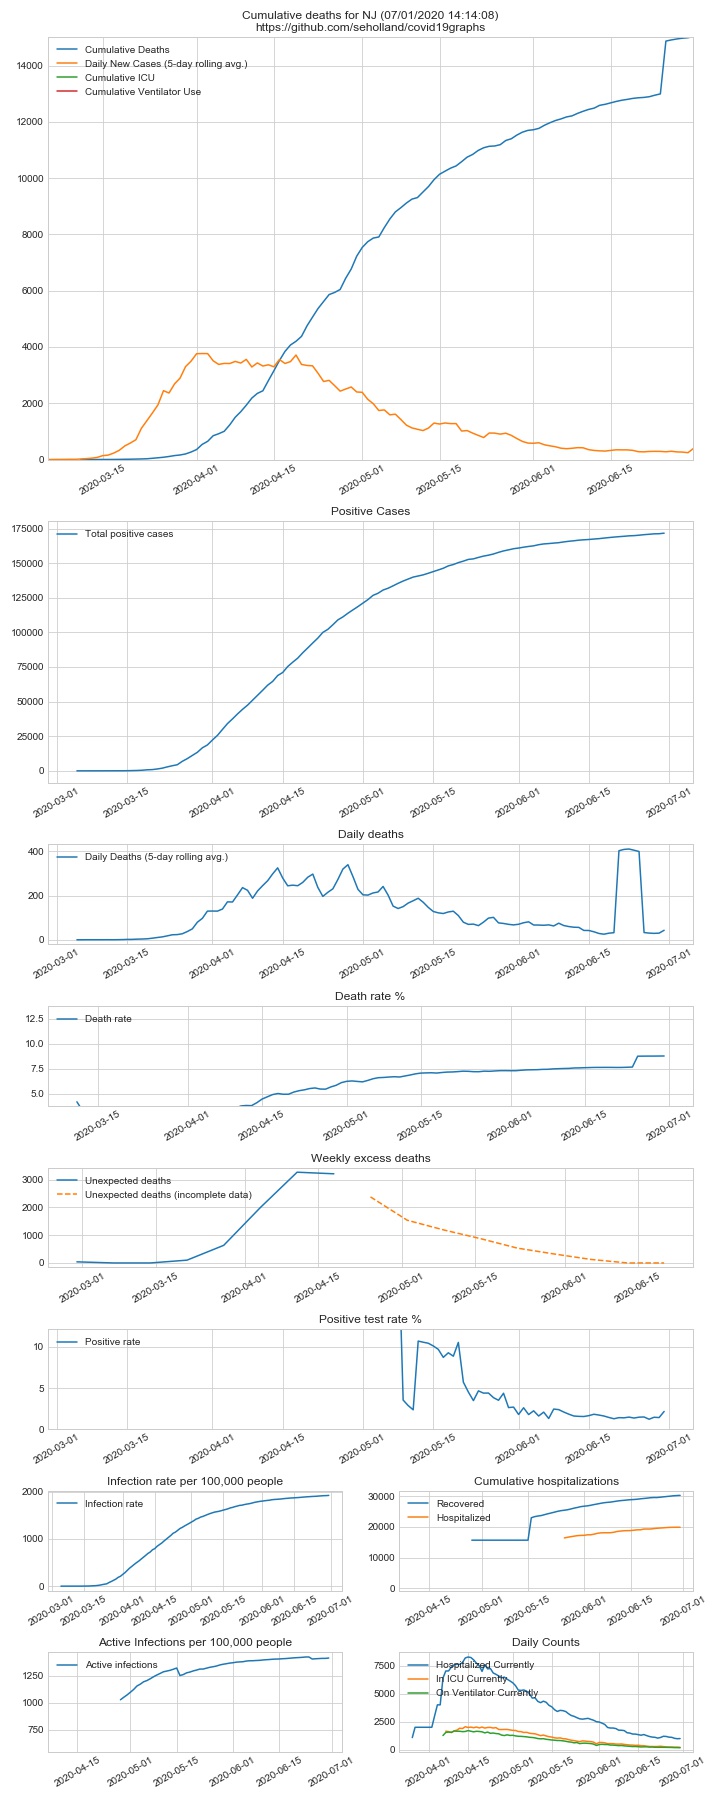 Cumulative deaths for NJ (07/01/2020 14:14:08)
https://github.com/seholland/covid19graphs
Cumulative Deaths
Daily New Cases (5-day rolling avg.)
Cumulative ICU
Cumulative Ventilator Use
14000
12000
10000
8000
6000
4000
2000
0
2020-03-15 2020-04-01 2020-04-15 2020-05-01 2020-05-15 2020-06-01 2020-06-15
Positive Cases
Total positive cases
175000
150000
125000
100000
75000
50000
25000
0
2020-03-01 2020-03-15 2020-04-01 2020-04-15 2020-05-01 2020-05-15 2020-06-01 2020-06-15 2020-07-01
Daily deaths
Daily Deaths (5-day rolling avg.)
400
200
0
2020-03-01 2020-03-15 2020-04-01 2020-04-15 2020-05-01 2020-05-15 2020-06-01 2020-06-15 2020-07-01
Death rate %
Death rate
12.5
10.0
7.5
5.0
2020-03-15 2020-04-01 2020-04-15 2020-05-01 2020-05-15 2020-06-01 2020-06-15 2020-07-01
Weekly excess deaths
Unexpected deaths
Unexpected deaths (incomplete data)
3000
2000
1000
0
2020-03-01 2020-03-15 2020-04-01 2020-04-15 2020-05-01 2020-05-15 2020-06-01 2020-06-15
Positive test rate %
Positive rate
10
5
0
2020-03-01 2020-03-15 2020-04-01 2020-04-15 2020-05-01 2020-05-15 2020-06-01 2020-06-15 2020-07-01
Infection rate per 100,000 people
Infection rate
2000
1000
0
2020-03-01 2020-03-15 2020-04-01 2020-04-15 2020-05-01 2020-05-15 2020-06-01 2020-06-15 2020-07-01
Cumulative hospitalizations
Recovered
Hospitalized
30000
20000
10000
0
2020-04-15 2020-05-01 2020-05-15 2020-06-01 2020-06-15 2020-07-01
Active Infections per 100,000 people
Active infections
1250
1000
750
2020-04-15 2020-05-01 2020-05-15 2020-06-01 2020-06-15 2020-07-01
Daily Counts
Hospitalized Currently
In ICU Currently
On Ventilator Currently
7500
5000
2500
0
2020-04-01 2020-04-15 2020-05-01 2020-05-15 2020-06-01 2020-06-15 2020-07-01